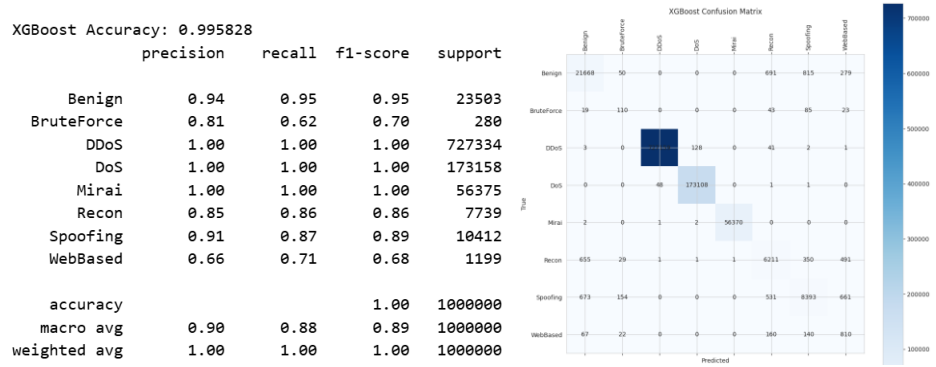 XGBoost Accuracy: 0.995828
precision recall f1-score support
Benign 0.94 0.95 0.95 23503
BruteForce 0.81 0.62 0.70 280
DDoS 1.00 1.00 1.00 727334
DoS 1.00 1.00 1.00 173158
Mirai 1.00 1.00 1.00 56375
Recon 0.85 0.86 0.86 7739
Spoofing 0.91 0.87 0.89 10412
WebBased 0.66 0.71 0.68 1199
accuracy 1.00 1000000
macro avg 0.90 0.88 0.89 1000000
weighted avg 1.00 1.00 1.00 1000000
XGBoost Confusion Matrix
Benign BruteForce DDoS DoS Mirai Recon Spoofing WebBased
Benign 21668 50 0 0 0 691 815 279
BruteForce 19 110 0 0 0 43 85 23
DDoS 3 0 128 0 41 2 1
DoS 0 0 48 173108 0 1 1 0
Mirai 2 0 1 2 56370 0 0 0
Recon 655 29 1 1 1 6211 350 491
Spoofing 673 154 0 0 0 531 8393 661
WebBased 67 22 0 0 0 160 140 810
True
Predicted
700000
600000
500000
400000
300000
200000
100000